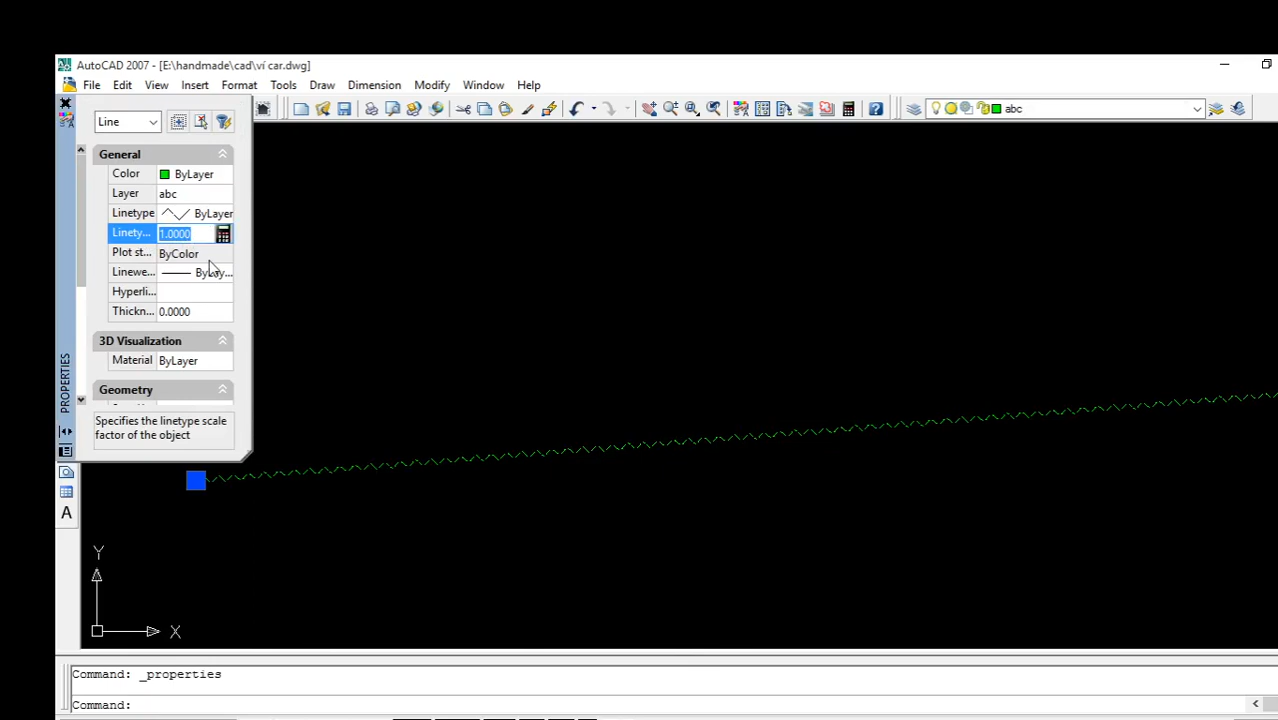 AutoCAD 2007 - [E:\handmade\cad\ví car.dwg]
File Edit View Insert Format Tools Draw Dimension Modify Window Help
abc
Line
General
Color ByLayer
Layer abc
Linetype ByLayer
Linety... 1.0000
Plot st... ByColor
Linewe... ByLay...
Hyperli...
Thickn... 0.0000
3D Visualization
Material ByLayer
Geometry
Specifies the linetype scale
factor of the object
PROPERTIES
A
Y
X
Command: _properties
Command: